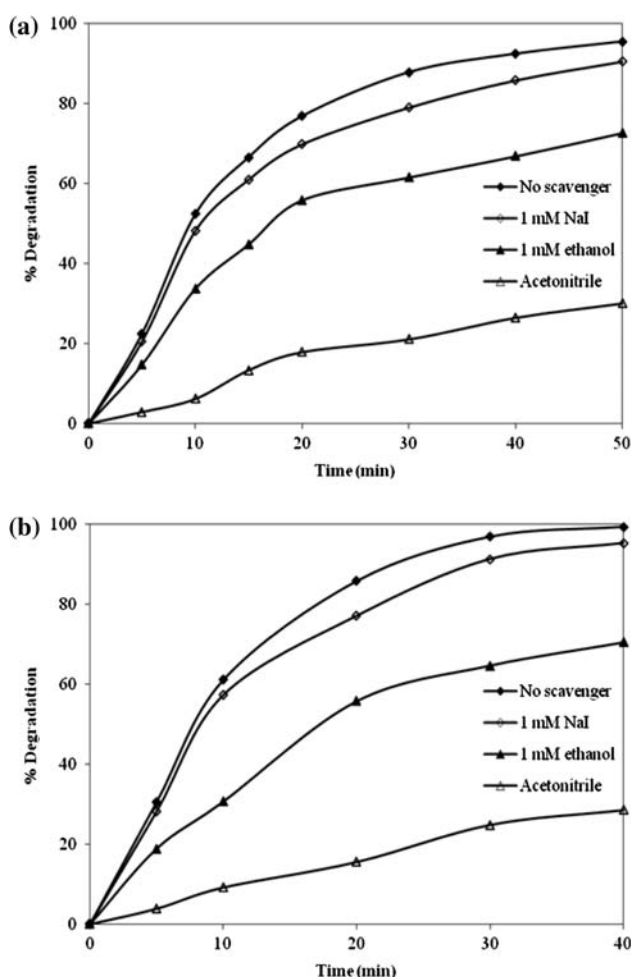 (a)
100
80
60
40
20
0
% Degradation
No scavenger
1 mM NaI
1 mM ethanol
Acetonitrile
0 10 20 30 40 50
Time (min)
(b)
100
80
60
40
20
0
% Degradation
No scavenger
1 mM NaI
1 mM ethanol
Acetonitrile
0 10 20 30 40
Time (min)